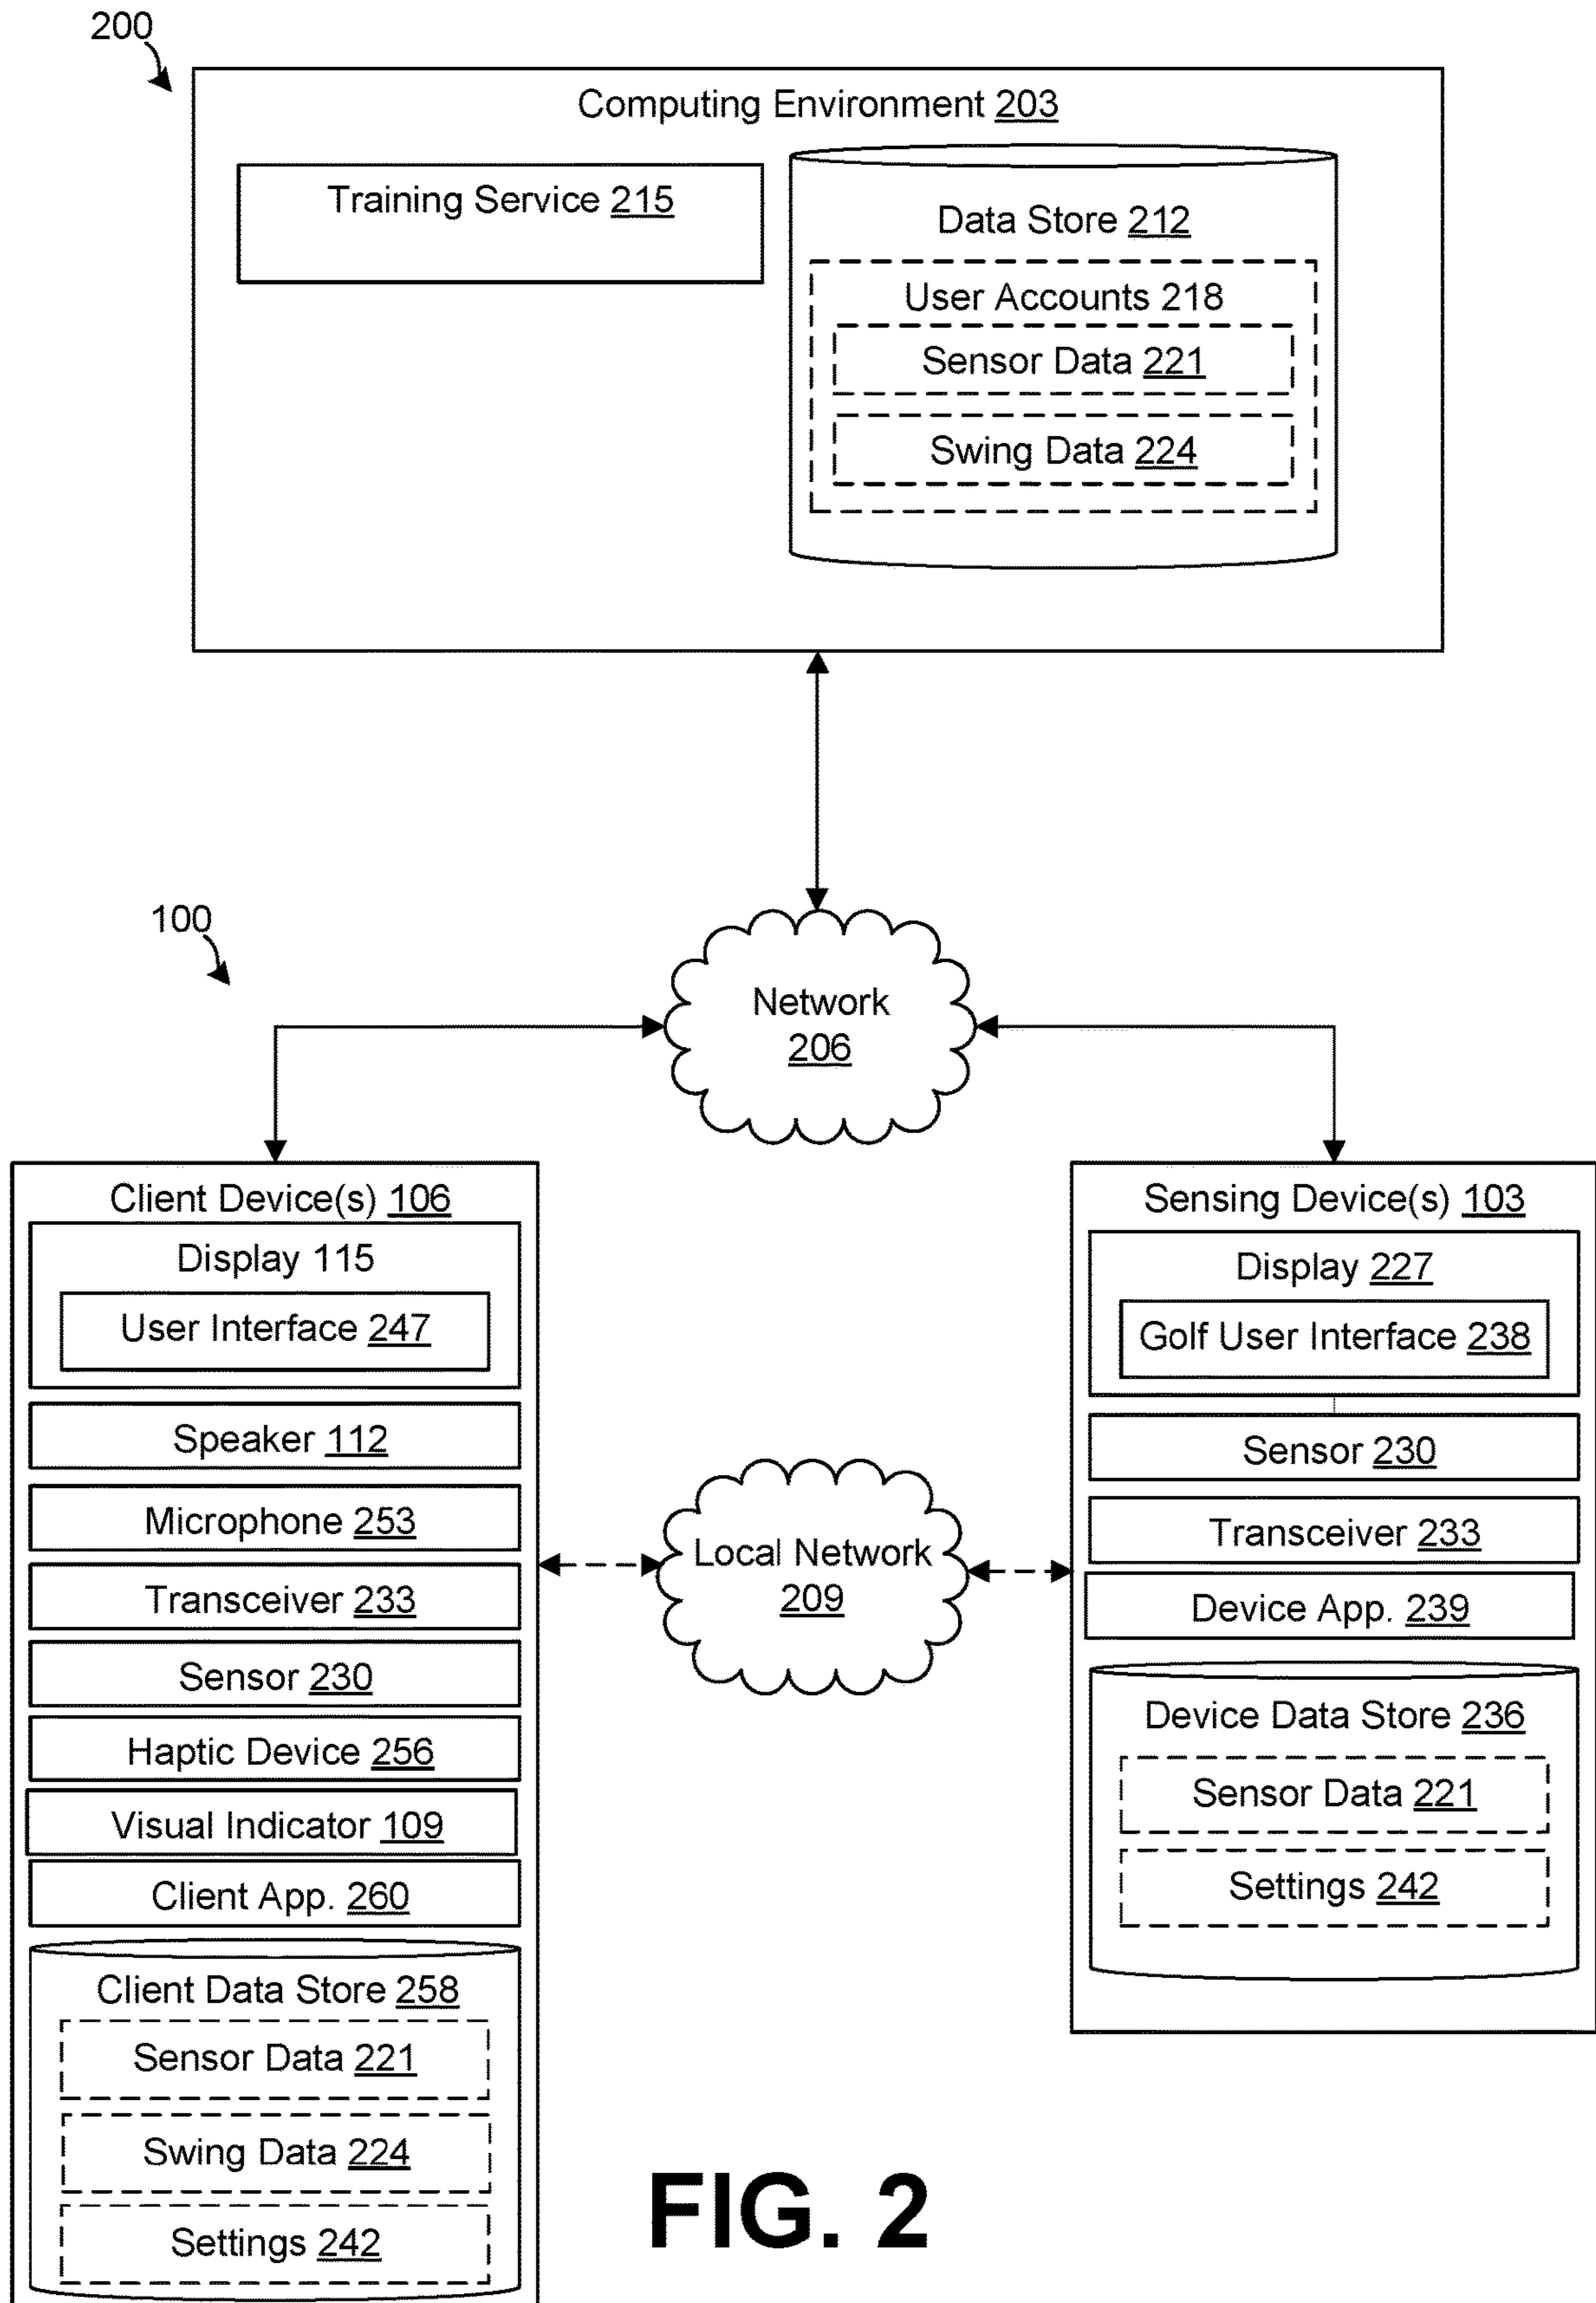 200
Computing Environment 203
Training Service 215
Data Store 212
User Accounts 218
Sensor Data 221
Swing Data 224
100
Network
206
Client Device(s) 106
Display 115
User Interface 247
Speaker 112
Microphone 253
Transceiver 233
Sensor 230
Haptic Device 256
Visual Indicator 109
Client App. 260
Client Data Store 258
Sensor Data 221
Swing Data 224
Settings 242
Local Network
209
Sensing Device(s) 103
Display 227
Golf User Interface 238
Sensor 230
Transceiver 233
Device App. 239
Device Data Store 236
Sensor Data 221
Settings 242
FIG. 2